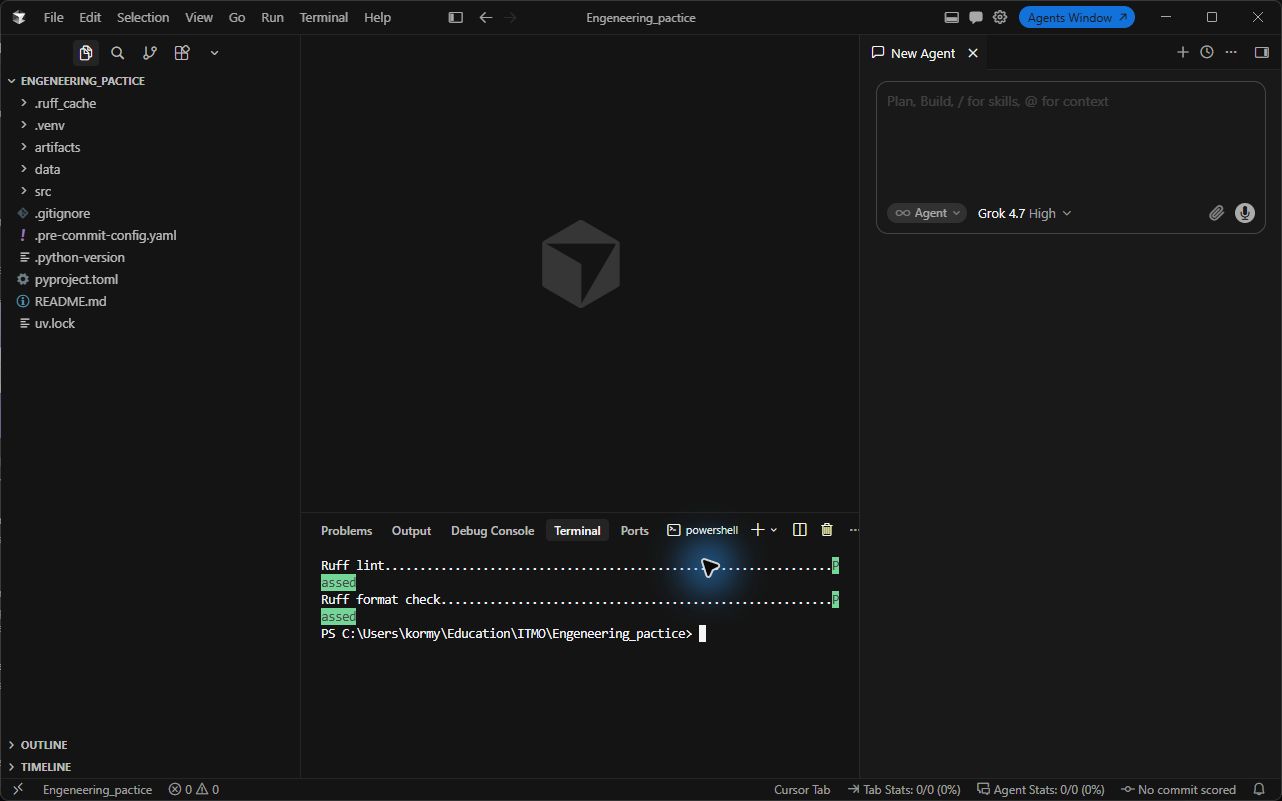 File Edit Selection View Go Run Terminal Help
Engeneering_pactice
Agents Window
ENGENEERING_PACTICE
.ruff_cache
.venv
artifacts
data
src
.gitignore
.pre-commit-config.yaml
.python-version
pyproject.toml
README.md
uv.lock
OUTLINE
TIMELINE
Problems Output Debug Console Terminal Ports powershell
Ruff lint................................................................P
assed
Ruff format check........................................................P
assed
PS C:\Users\kormy\Education\ITMO\Engeneering_pactice>
New Agent
Plan, Build, / for skills, @ for context
Agent Grok 4.7 High
Engeneering_pactice 0 0 Cursor Tab Tab Stats: 0/0 (0%) Agent Stats: 0/0 (0%) No commit scored